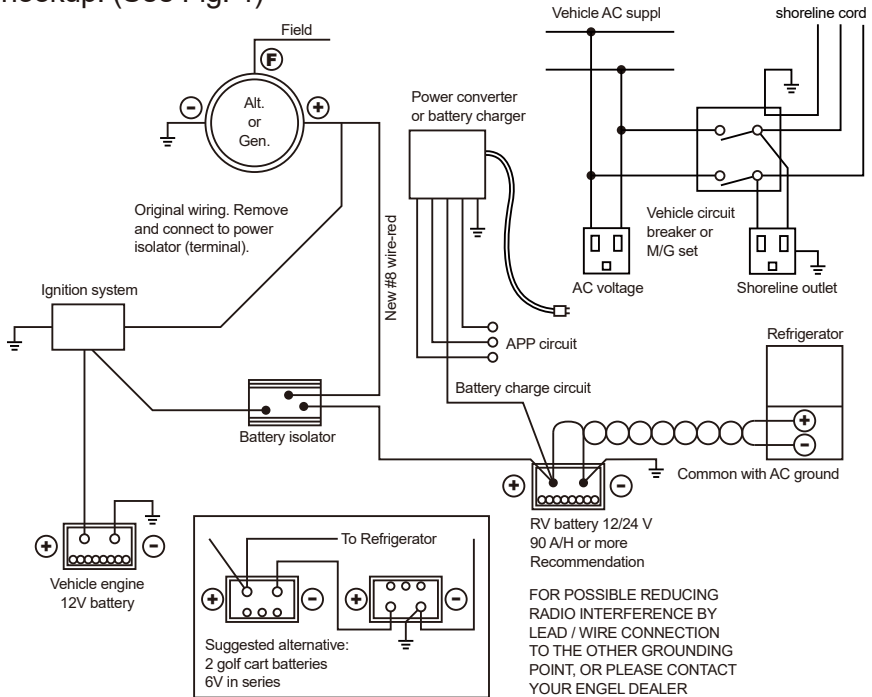 hookup. (See Fig. 1)
Vehicle AC suppl
shoreline cord
Field
F
Alt.
or
Gen.
Power converter
or battery charger
Original wiring. Remove
and connect to power
isolator (terminal).
New #8 wire-red
Vehicle circuit
breaker or
M/G set
AC voltage
Shoreline outlet
Ignition system
APP circuit
Refrigerator
Battery charge circuit
Battery isolator
Common with AC ground
RV battery 12/24 V
90 A/H or more
Recommendation
Vehicle engine
12V battery
To Refrigerator
Suggested alternative:
2 golf cart batteries
6V in series
FOR POSSIBLE REDUCING
RADIO INTERFERENCE BY
LEAD / WIRE CONNECTION
TO THE OTHER GROUNDING
POINT, OR PLEASE CONTACT
YOUR ENGEL DEALER